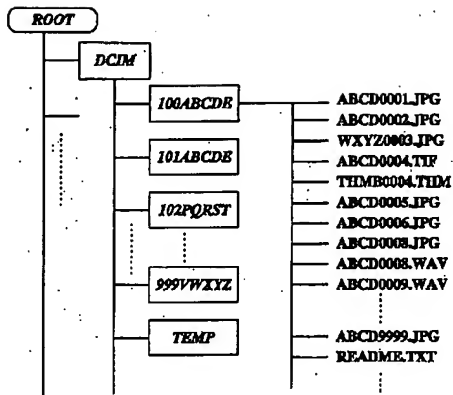 ROOT
DCIM
100ABCDE
101ABCDE
102PQRST
999VWXYZ
TEMP
ABCD0001.JPG
ABCD0002.JPG
WXYZ0003.JPG
ABCD0004.TIF
THMB0004.THM
ABCD0005.JPG
ABCD0006.JPG
ABCD0008.JPG
ABCD0008.WAV
ABCD0009.WAV
ABCD9999.JPG
README.TXT